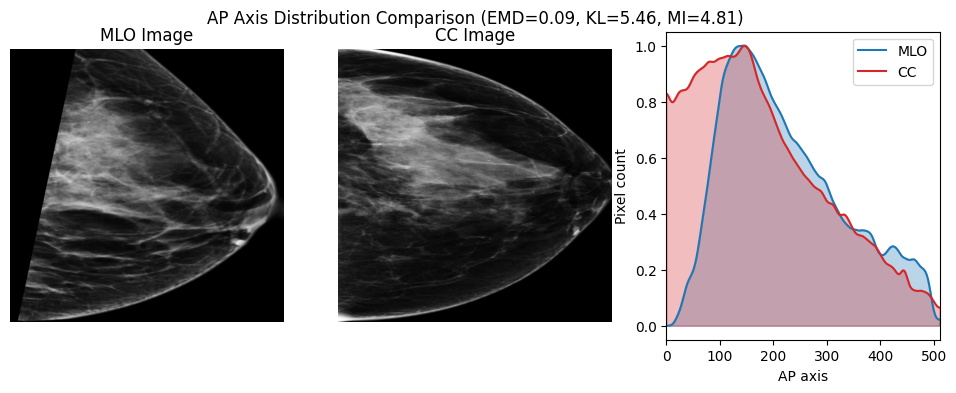 AP Axis Distribution Comparison (EMD=0.09, KL=5.46, MI=4.81)
MLO Image
CC Image
MLO
CC
Pixel count
1.0
0.8
0.6
0.4
0.2
0.0
0
100
200
300
400
500
AP axis